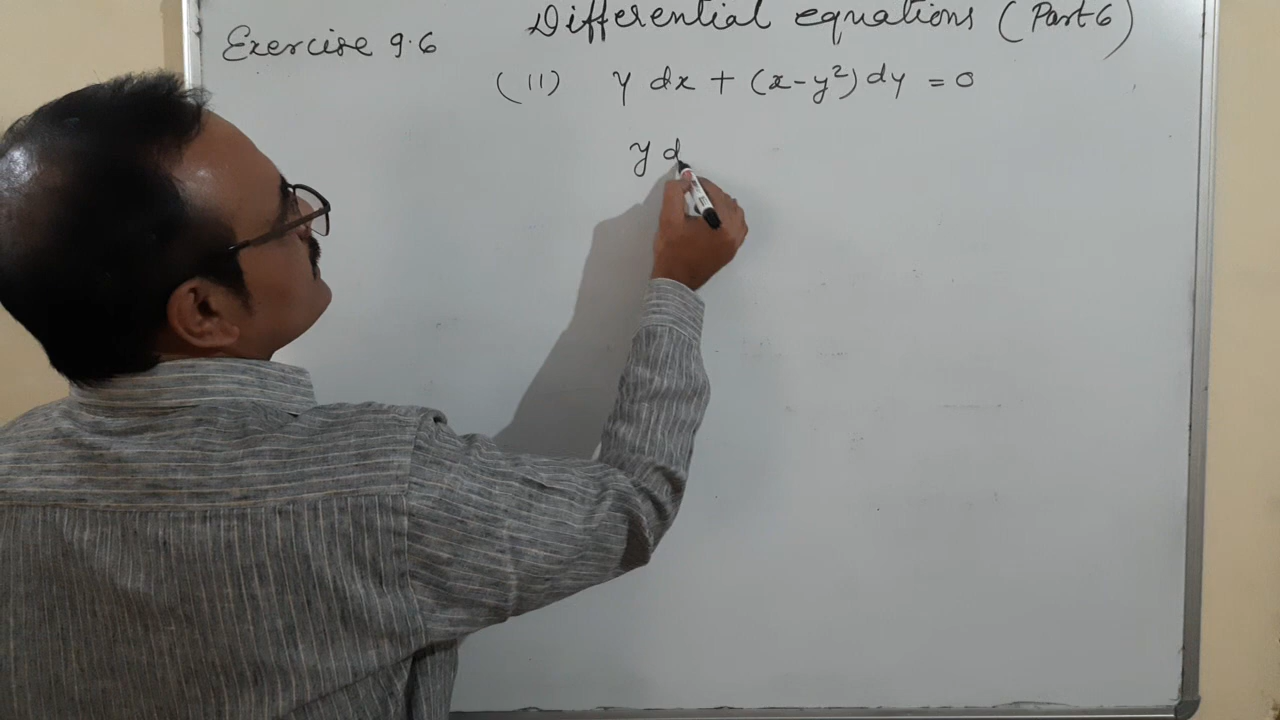 Differential equations (Part 6)
Exercise 9.6
(11) y dx + (x-y²) dy = 0
y d